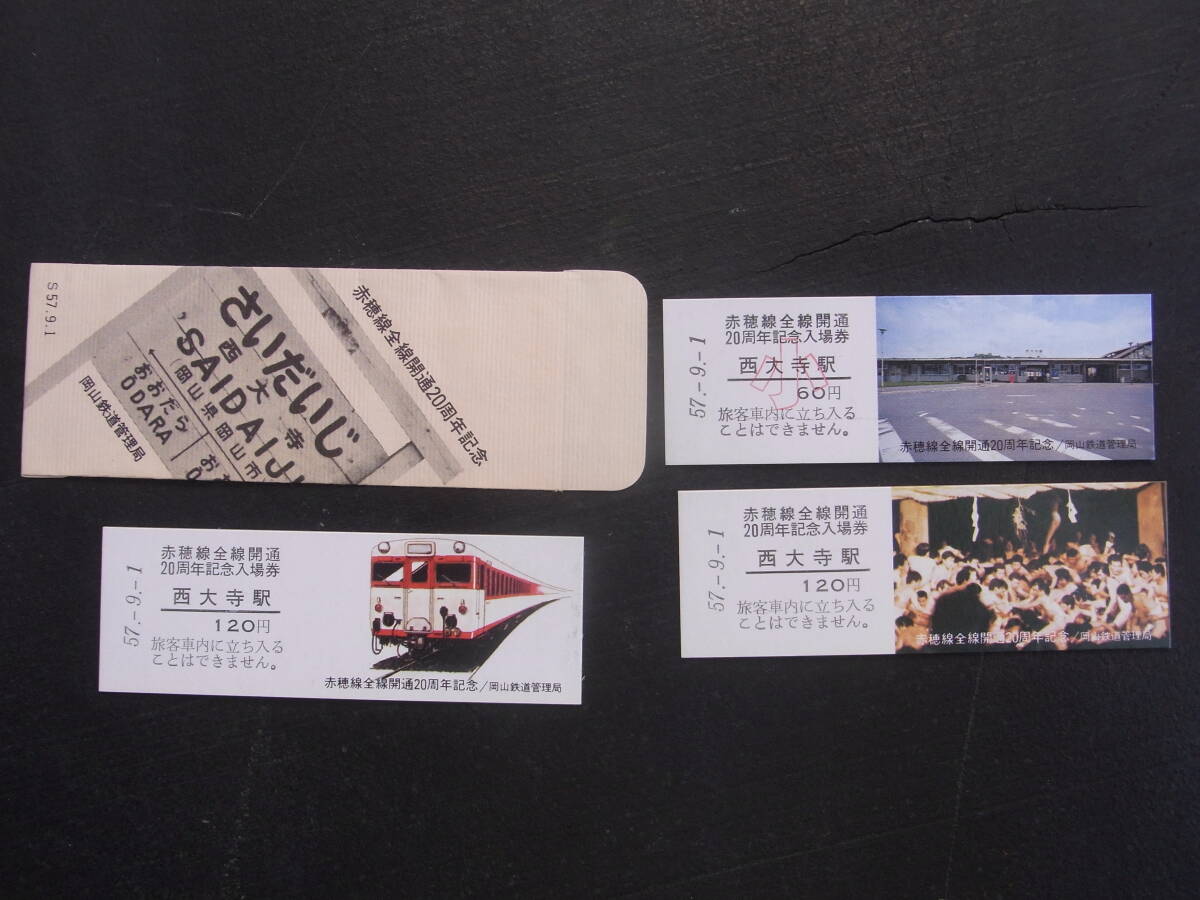 S 57.9.1
赤穂線全線開通20周年記念
さいだいじ
西大寺
SAIDAIJI
(岡山県岡山市
おおだら
ODARA
お
O
岡山鉄道管理局
赤穂線全線開通
20周年記念入場券
西大寺駅
60円
旅客車内に立ち入る
ことはできません。
57.-9.-1
小
赤穂線全線開通20周年記念/岡山鉄道管理局
赤穂線全線開通
20周年記念入場券
西大寺駅
120円
旅客車内に立ち入る
ことはできません。
57.-9.-1
赤穂線全線開通20周年記念/岡山鉄道管理局
赤穂線全線開通
20周年記念入場券
西大寺駅
120円
旅客車内に立ち入る
ことはできません。
57.-9.-1
赤穂線全線開通20周年記念/岡山鉄道管理局